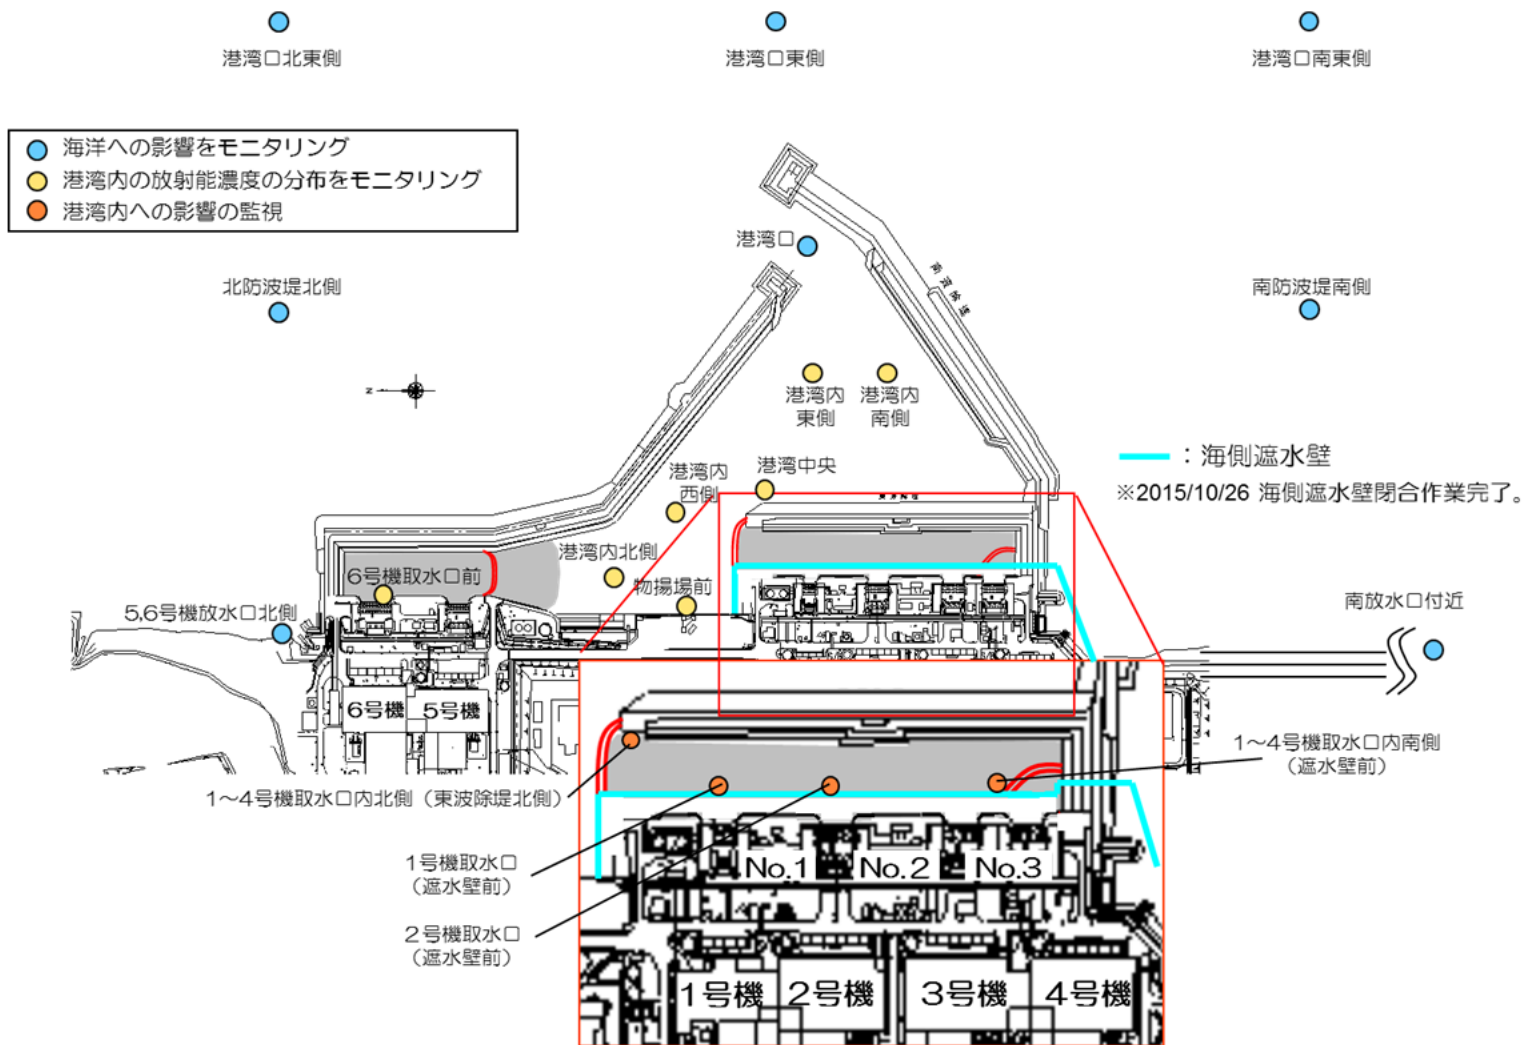 港湾口北東側
港湾口東側
港湾口南東側
海洋への影響をモニタリング
港湾内の放射能濃度の分布をモニタリング
港湾内への影響の監視
港湾口
北防波堤北側
南防波堤南側
N
港湾内
東側
港湾内
南側
:海側遮水壁
※2015/10/26 海側遮水壁閉合作業完了。
港湾中央
港湾内
西側
港湾内北側
6号機取水口前
物揚場前
5,6号機放水口北側
南放水口付近
6号機
5号機
1～4号機取水口内南側
(遮水壁前)
1～4号機取水口内北側(東波除堤北側)
1号機取水口
(遮水壁前)
2号機取水口
(遮水壁前)
No.1
No.2
No.3
1号機
2号機
3号機
4号機